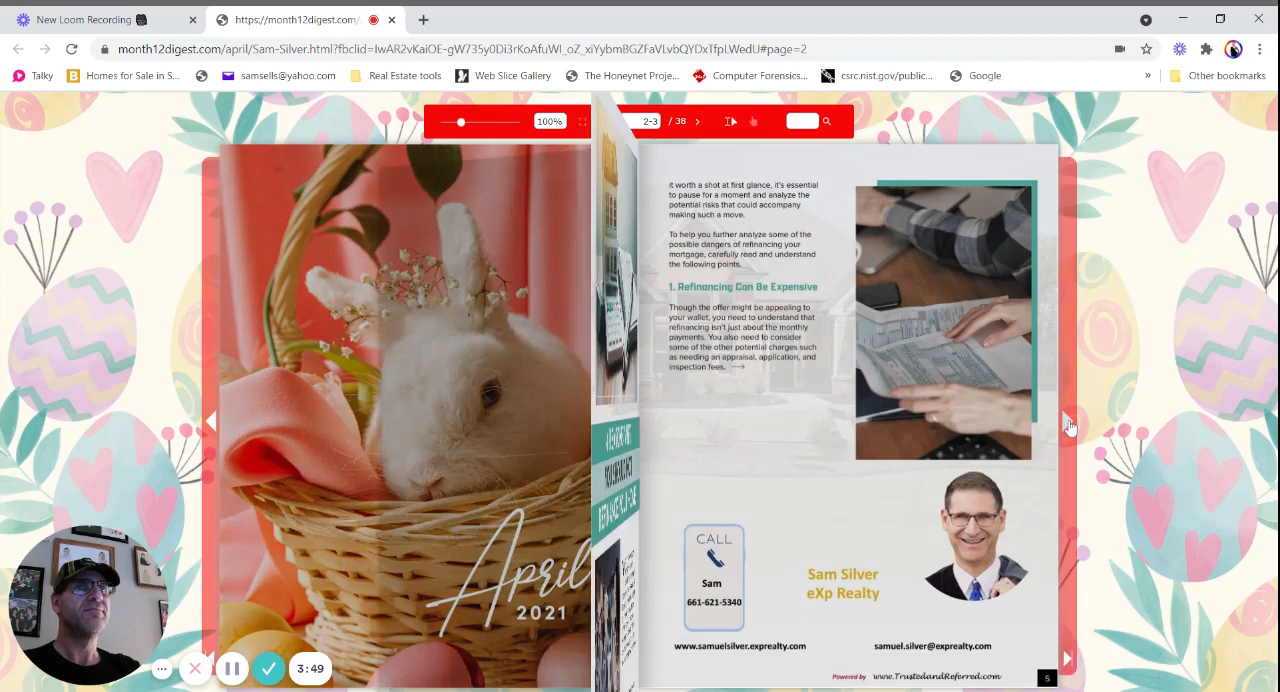 New Loom Recording
https://month12digest.com/
month12digest.com/april/Sam-Silver.html?fbclid=IwAR2vKaiOE-gW735y0Di3rKoAfuWl_oZ_xiYybmBGZFaVLvbQYDxTfpLWedU#page=2
Talky
Homes for Sale in S...
samsells@yahoo.com
Real Estate tools
Web Slice Gallery
The Honeynet Proje...
Computer Forensics...
csrc.nist.gov/public...
Google
»
Other bookmarks
100%
2-3 / 38
it worth a shot at first glance, it's essential
to pause for a moment and analyze the
potential risks that could accompany
making such a move.
To help you further analyze some of the
possible dangers of refinancing your
mortgage, carefully read and understand
the following points.
1. Refinancing Can Be Expensive
Though the offer might be appealing to
your wallet, you need to understand that
refinancing isn't just about the monthly
payments. You also need to consider
some of the other potential charges such
as needing an appraisal, application, and
inspection fees.
April
2021
CALL
Sam
661-621-5340
Sam Silver
eXp Realty
www.samuelsilver.exprealty.com
samuel.silver@exprealty.com
Powered by www.TrustedandReferred.com
5
3:49